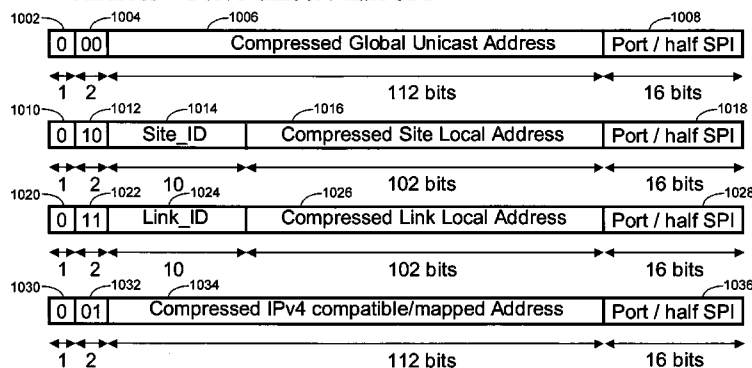 1002 1004 1006 1008
0 00 Compressed Global Unicast Address Port / half SPI
1 2 112 bits 16 bits
1010 1012 1014 1016 1018
0 10 Site_ID Compressed Site Local Address Port / half SPI
1 2 10 102 bits 16 bits
1020 1022 1024 1026 1028
0 11 Link_ID Compressed Link Local Address Port / half SPI
1 2 10 102 bits 16 bits
1030 1032 1034 1036
0 01 Compressed IPv4 compatible/mapped Address Port / half SPI
1 2 112 bits 16 bits